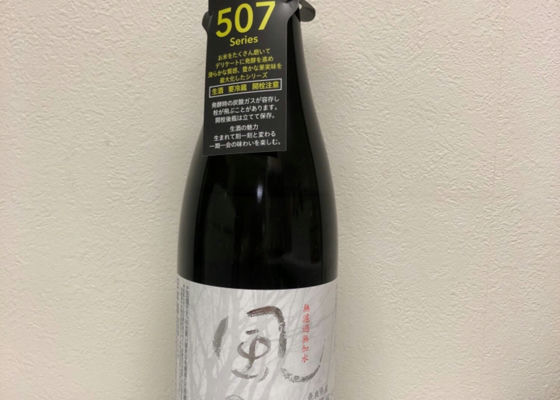 507
Series
お米をたくさん磨いて
デリケートに発酵を進め
滑らかな質感、豊かな果実味を
最大化したシリーズ
生酒 要冷蔵 開栓注意
発酵時の炭酸ガスが容存し
栓が飛ぶことがあります。
開栓後瓶は立てて保存。
生酒の魅力
生まれて刻一刻と変わる
一期一会の味わいを楽しむ。
無濾過無加水
風